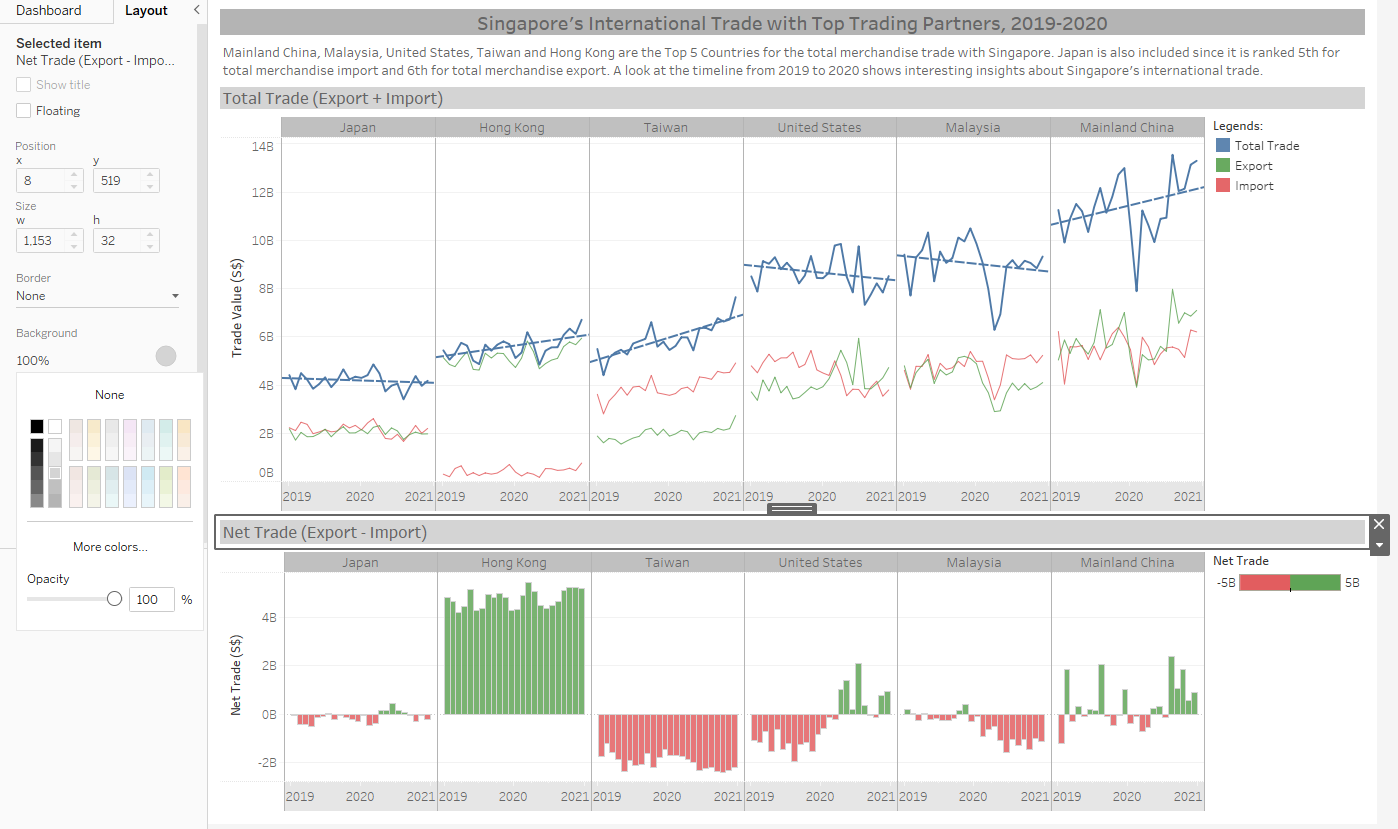 Dashboard
Layout
<
Selected item
Net Trade (Export - Impo...
Show title
Floating
Position
x y
8 519
Size
w h
1,153 32
Border
None
Background
100%
None
More colors...
Opacity
100 %
Singapore's International Trade with Top Trading Partners, 2019-2020
Mainland China, Malaysia, United States, Taiwan and Hong Kong are the Top 5 Countries for the total merchandise trade with Singapore. Japan is also included since it is ranked 5th for
total merchandise import and 6th for total merchandise export. A look at the timeline from 2019 to 2020 shows interesting insights about Singapore's international trade.
Total Trade (Export + Import)
Japan Hong Kong Taiwan United States Malaysia Mainland China
Trade Value (S$)
14B
12B
10B
8B
6B
4B
2B
0B
2019 2020 2021 2019 2020 2021 2019 2020 2021 2019 2020 2021 2019 2020 2021 2019 2020 2021
Legends:
Total Trade
Export
Import
Net Trade (Export - Import)
Japan Hong Kong Taiwan United States Malaysia Mainland China
Net Trade (S$)
4B
2B
0B
-2B
2019 2020 2021 2019 2020 2021 2019 2020 2021 2019 2020 2021 2019 2020 2021 2019 2020 2021
Net Trade
-5B 5B